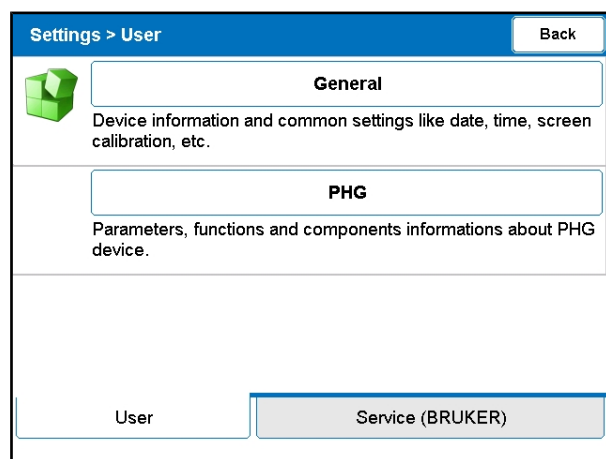 Settings > User
Back
General
Device information and common settings like date, time, screen
calibration, etc.
PHG
Parameters, functions and components informations about PHG
device.
User
Service (BRUKER)